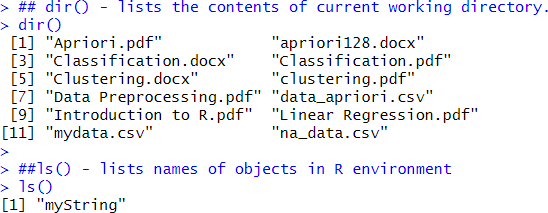 > ## dir() - lists the contents of current working directory.
> dir()
 [1] "Apriori.pdf"            "apriori128.docx"
 [3] "Classification.docx"    "Classification.pdf"
 [5] "Clustering.docx"        "clustering.pdf"
 [7] "Data Preprocessing.pdf" "data_apriori.csv"
 [9] "Introduction to R.pdf"  "Linear Regression.pdf"
[11] "mydata.csv"             "na_data.csv"
>
> ##ls() - lists names of objects in R environment
> ls()
[1] "myString"